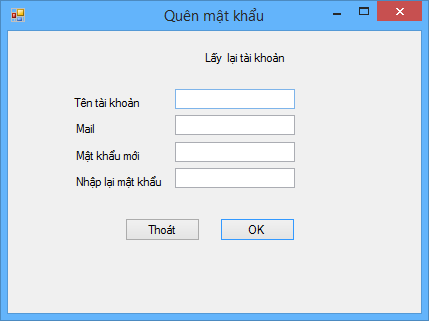 Quên mật khẩu
Lấy lại tài khoản
Tên tài khoản
Mail
Mật khẩu mới
Nhập lại mật khẩu
Thoát OK